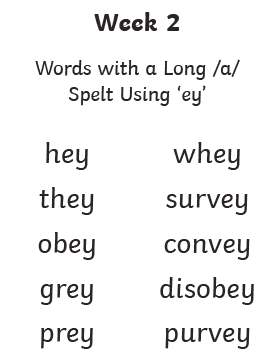 Week 2
Words with a Long /a/
Spelt Using ‘ey’
hey whey
they survey
obey convey
grey disobey
prey purvey